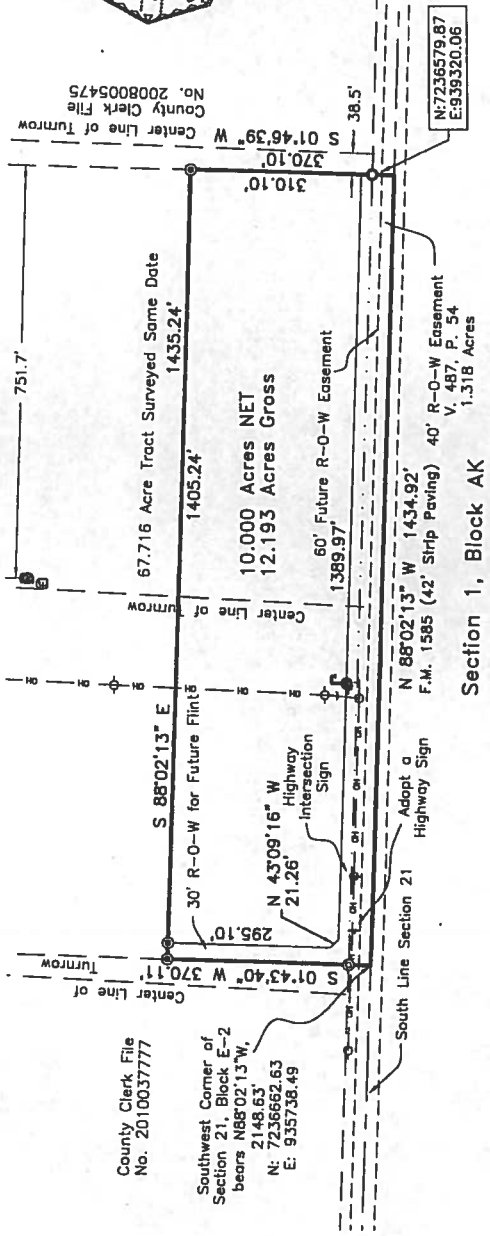 751.7'
County Clerk File
No. 2008005475
Center Line of Turnrow
S 01°46'39" W
370.10'
310.10'
38.5'
N:7236579.87
E:939320.06
67.716 Acre Tract Surveyed Same Date
1435.24'
1405.24'
S 88°02'13" E
10.000 Acres NET
12.193 Acres Gross
60' Future R-O-W Easement
1389.97'
Center Line of Turnrow
OH OH OH OH
30' R-O-W for Future Flint
295.10'
N 43°09'16" W
21.26'
Highway
Intersection
Sign
Center Line of
Turnrow
S 01°43'40" W 370.11'
County Clerk File
No. 2010037777
Southwest Corner of
Section 21, Block E-2
bears N88°02'13"W,
2148.63'
N: 7236662.63
E: 935738.49
South Line Section 21
Adopt a
Highway Sign
N 88°02'13" W 1434.92'
F.M. 1585 (42' Strip Paving)
40' R-O-W Easement
V. 487, P. 54
1.318 Acres
Section 1, Block AK